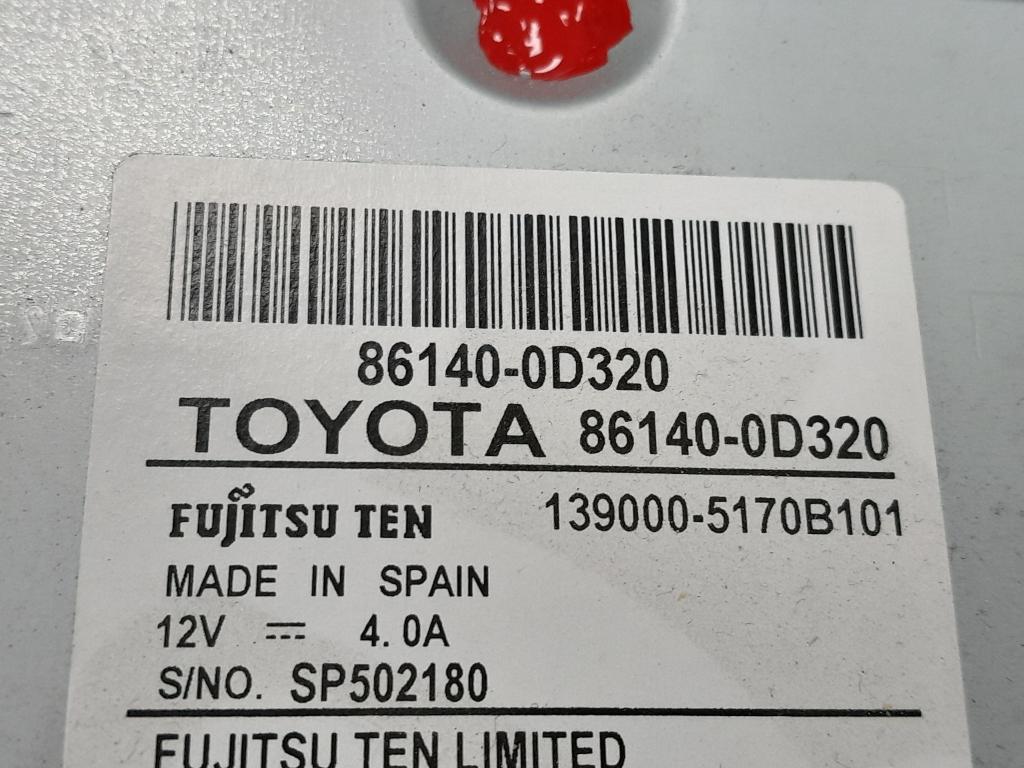 86140-0D320
TOYOTA 86140-0D320
FUJITSU TEN 139000-5170B101
MADE IN SPAIN
12V ⎓ 4.0A
S/NO. SP502180
FUJITSU TEN LIMITED